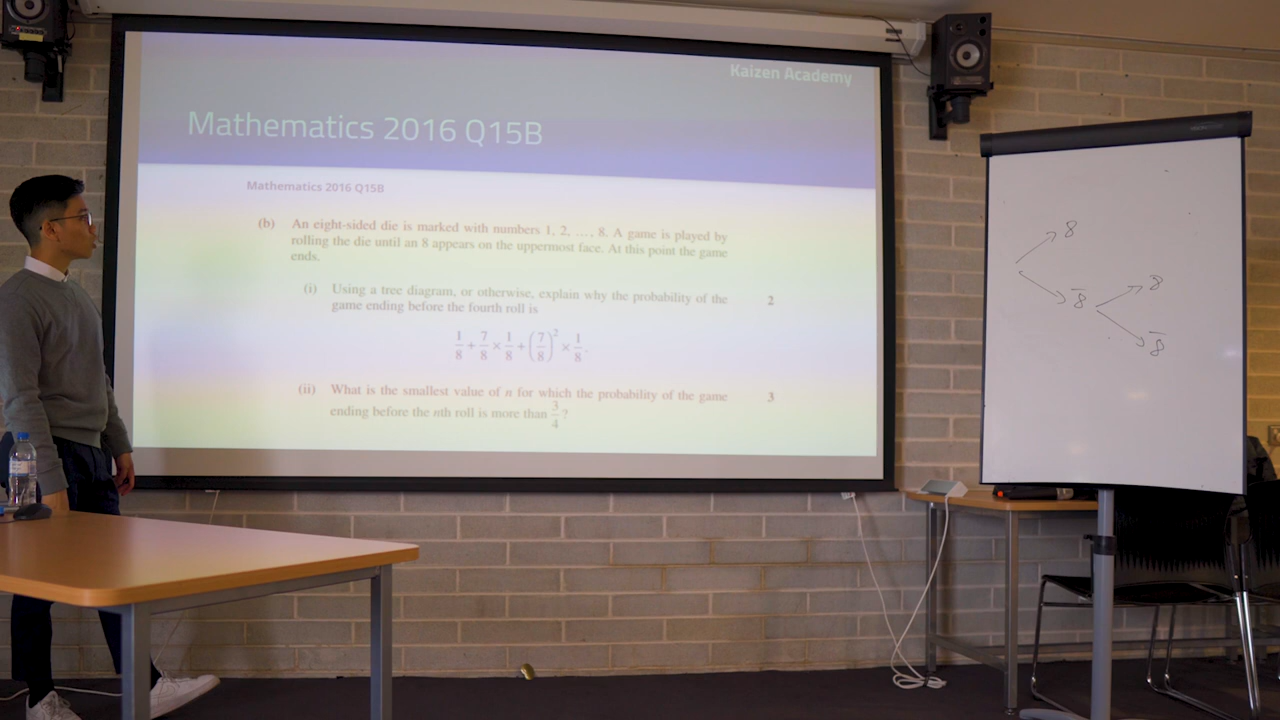 Kaizen Academy
Mathematics 2016 Q15B
Mathematics 2016 Q15B
(b) An eight-sided die is marked with numbers 1, 2, …, 8. A game is played by
rolling the die until an 8 appears on the uppermost face. At this point the game
ends.
(i) Using a tree diagram, or otherwise, explain why the probability of the 2
game ending before the fourth roll is
1/8 + 7/8 × 1/8 + (7/8)² × 1/8 .
(ii) What is the smallest value of n for which the probability of the game 3
ending before the nth roll is more than 3/4 ?
8
8̅ 8
8̅